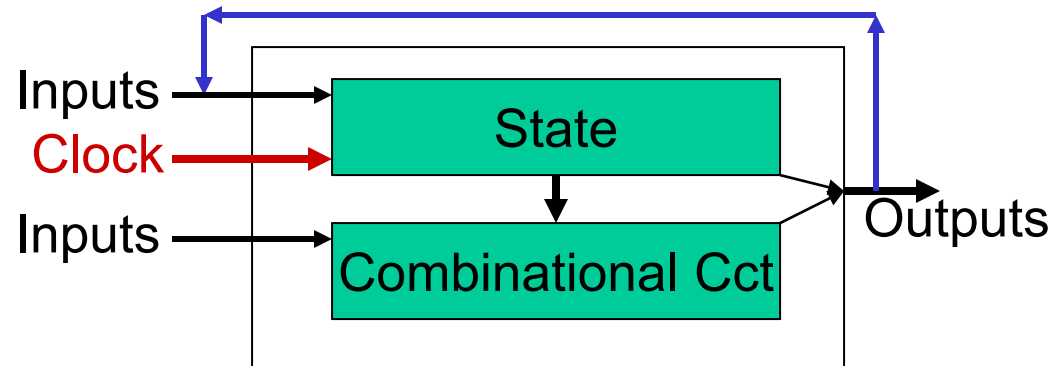 Inputs
State
Clock
Inputs
Outputs
Combinational Cct